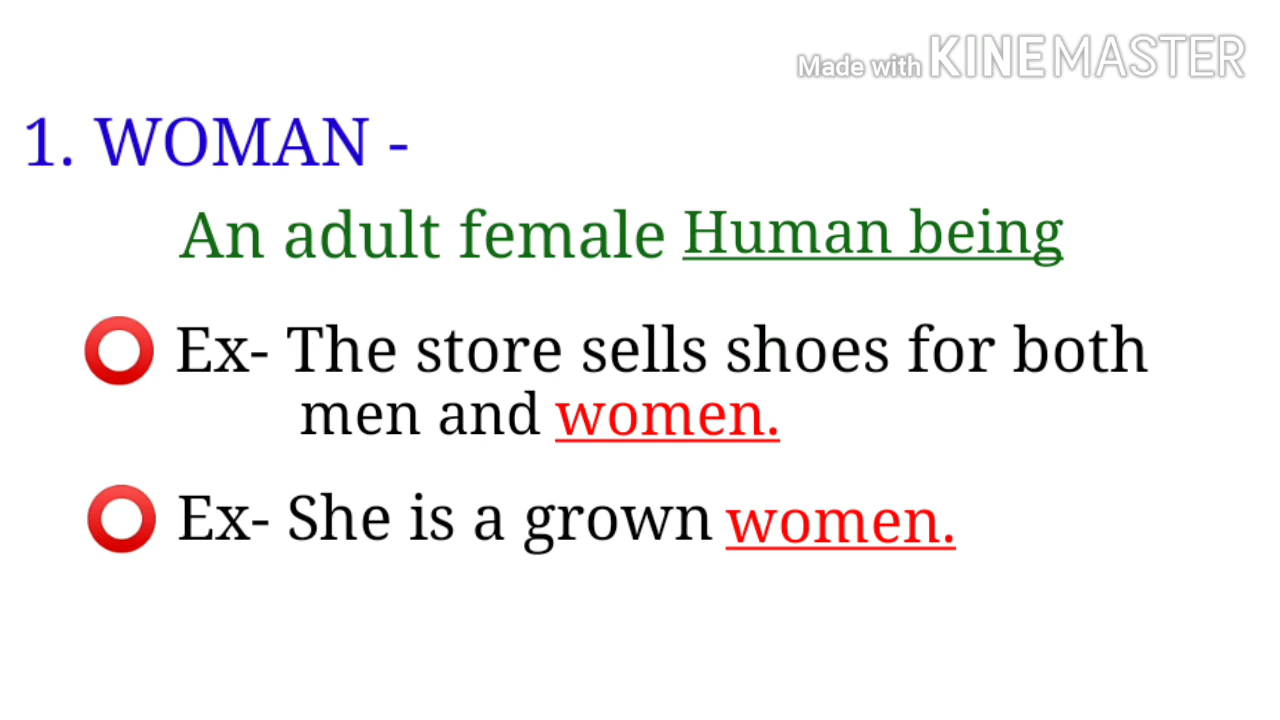 Made with KINEMASTER
1. WOMAN -
An adult female Human being
Ex- The store sells shoes for both
men and women.
Ex- She is a grown women.